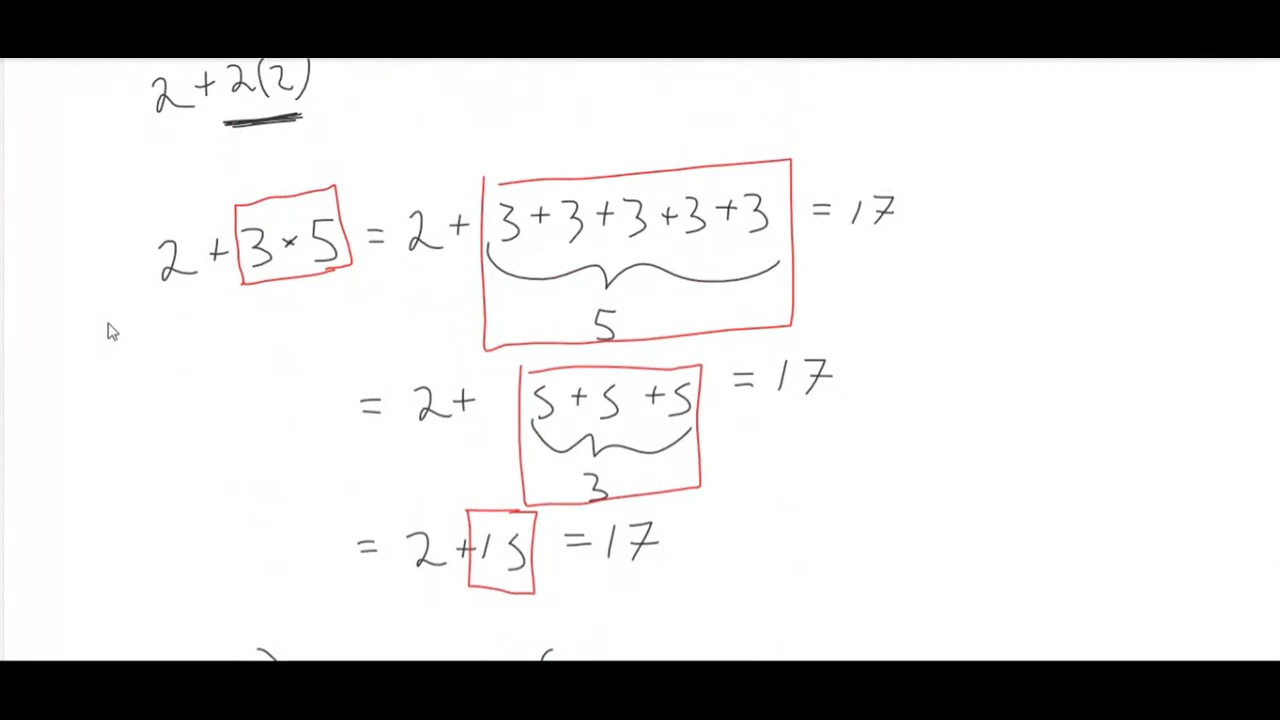 2 + 2(2)
2 + 3 × 5 = 2 + 3 + 3 + 3 + 3 + 3 = 17
5
= 2 + 5 + 5 + 5 = 17
3
= 2 + 15 = 17